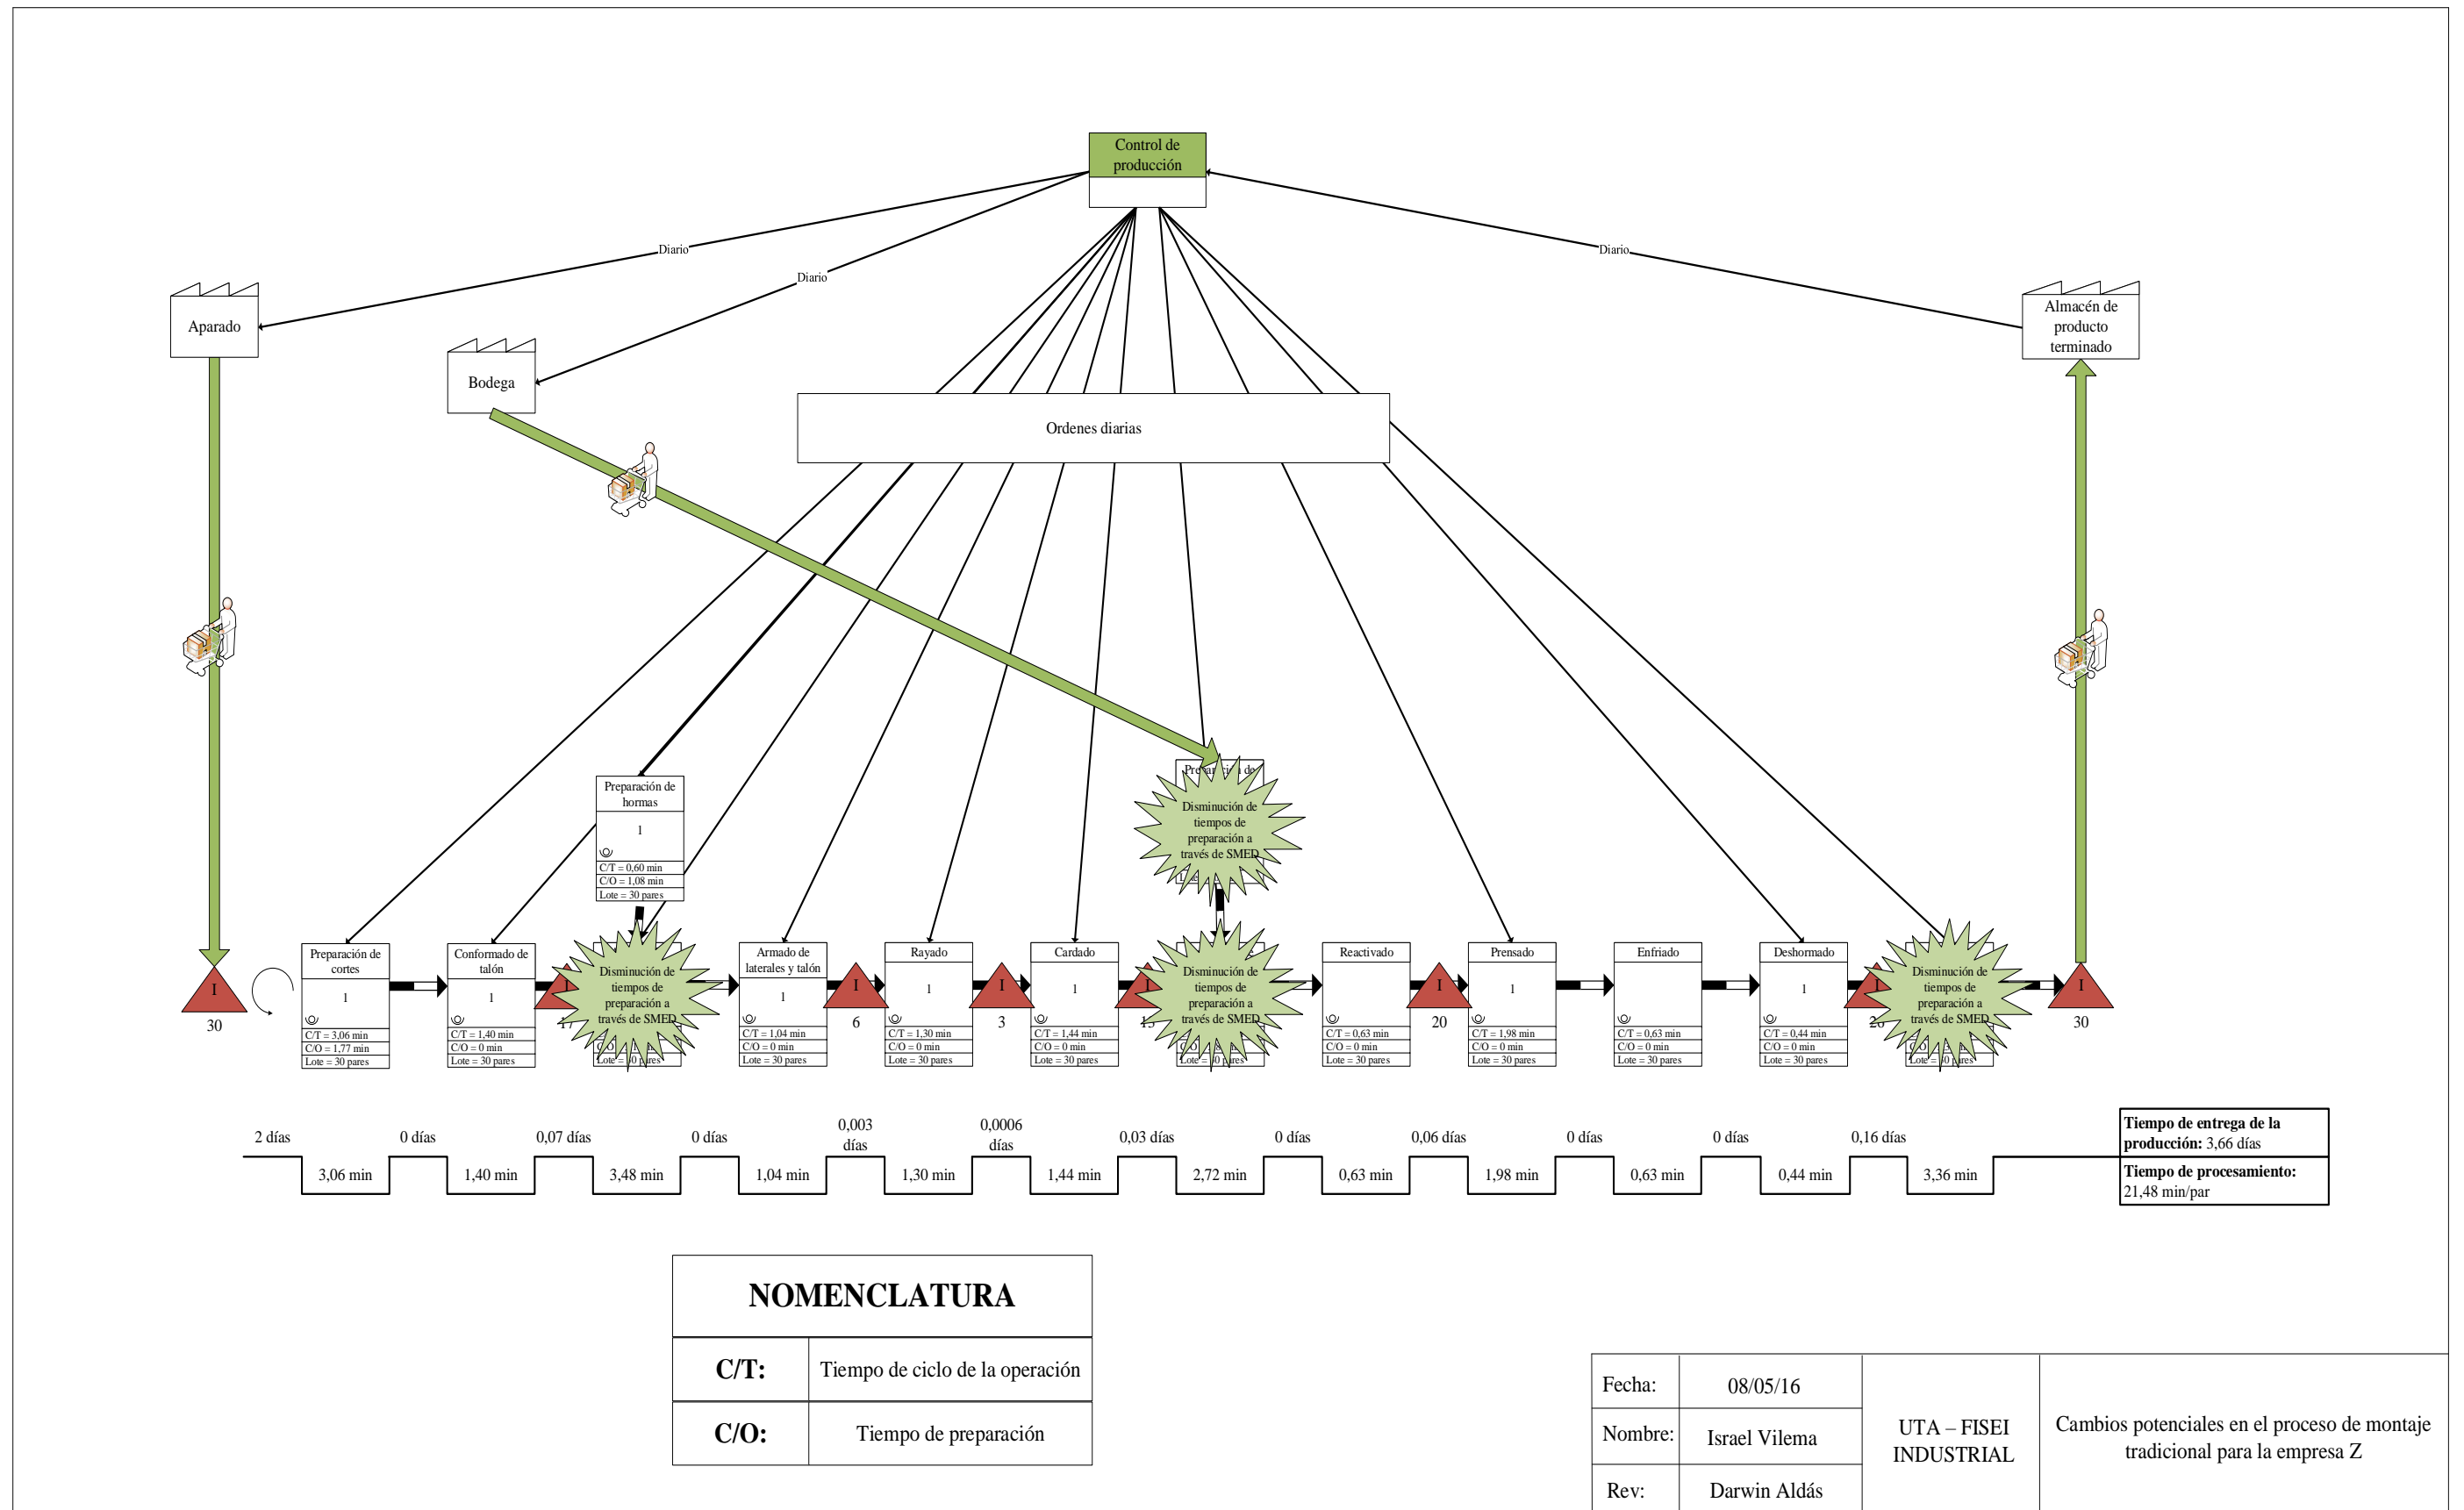 Control de
producción
Diario
Diario
Diario
Aparado
Bodega
Almacén de
producto
terminado
Ordenes diarias
Preparación de
hormas
1
C/T = 0,60 min
C/O = 1,08 min
Lote = 30 pares
Disminución de
tiempos de
preparación a
través de SMED
I
30
Preparación de
cortes
1
C/T = 3,06 min
C/O = 1,77 min
Lote = 30 pares
Conformado de
talón
1
C/T = 1,40 min
C/O = 0 min
Lote = 30 pares
Disminución de
tiempos de
preparación a
través de SMED
Lote = 30 pares
Armado de
laterales y talón
1
C/T = 1,04 min
C/O = 0 min
Lote = 30 pares
I
6
Rayado
1
C/T = 1,30 min
C/O = 0 min
Lote = 30 pares
I
3
Cardado
1
C/T = 1,44 min
C/O = 0 min
Lote = 30 pares
Disminución de
tiempos de
preparación a
través de SMED
Lote = 30 pares
Reactivado
C/T = 0,63 min
C/O = 0 min
Lote = 30 pares
I
20
Prensado
1
C/T = 1,98 min
C/O = 0 min
Lote = 30 pares
Enfriado
C/T = 0,63 min
C/O = 0 min
Lote = 30 pares
Deshormado
1
C/T = 0,44 min
C/O = 0 min
Lote = 30 pares
Disminución de
tiempos de
preparación a
través de SMED
Lote = 30 pares
I
30
2 días
0 días
0,07 días
0 días
0,003
días
0,0006
días
0,03 días
0 días
0,06 días
0 días
0 días
0,16 días
3,06 min
1,40 min
3,48 min
1,04 min
1,30 min
1,44 min
2,72 min
0,63 min
1,98 min
0,63 min
0,44 min
3,36 min
Tiempo de entrega de la
producción: 3,66 días
Tiempo de procesamiento:
21,48 min/par
NOMENCLATURA
C/T: Tiempo de ciclo de la operación
C/O: Tiempo de preparación
Fecha: 08/05/16
Nombre: Israel Vilema
Rev: Darwin Aldás
UTA – FISEI
INDUSTRIAL
Cambios potenciales en el proceso de montaje
tradicional para la empresa Z